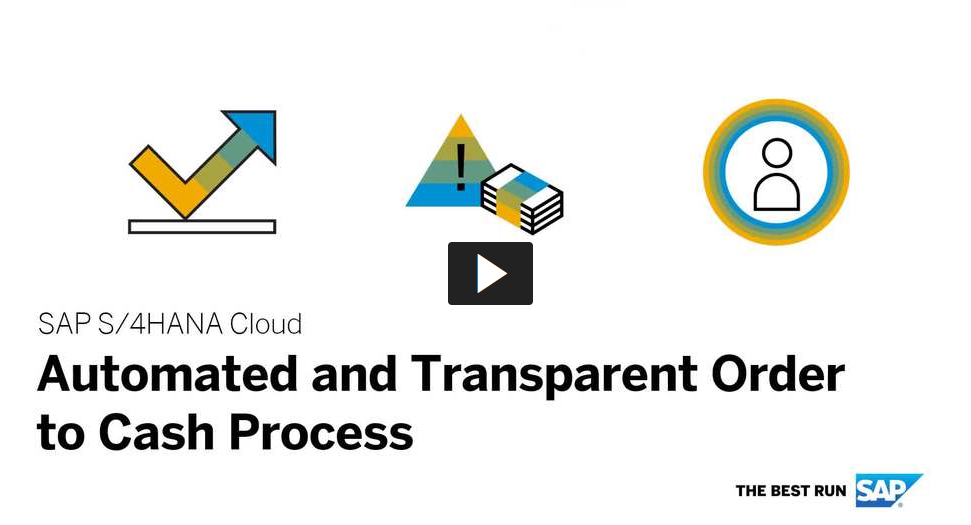 !
SAP S/4HANA Cloud
Automated and Transparent Order
to Cash Process
THE BEST RUN SAP®